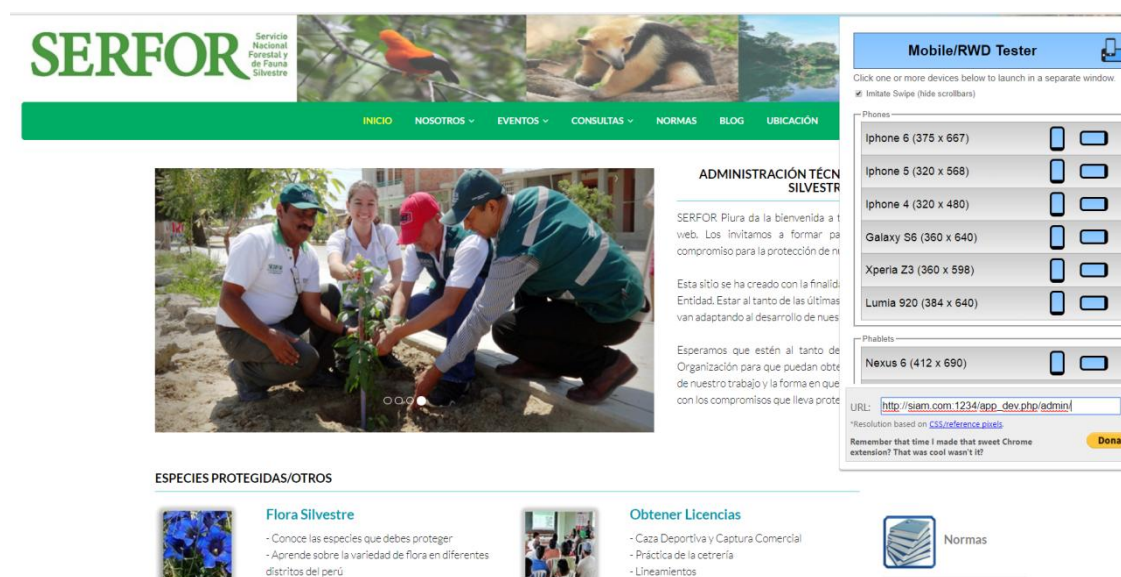 SERFOR
Servicio
Nacional
Forestal y
de Fauna
Silvestre
INICIO NOSOTROS EVENTOS CONSULTAS NORMAS BLOG UBICACIÓN
ADMINISTRACIÓN TÉCN
SILVESTR
SERFOR Piura da la bienvenida a t
web. Los invitamos a formar pa
compromiso para la protección de n
Esta sitio se ha creado con la finalid
Entidad. Estar al tanto de las últimas
van adaptando al desarrollo de nues
Esperamos que estén al tanto de
Organización para que puedan obte
de nuestro trabajo y la forma en que
con los compromisos que lleva prote
Mobile/RWD Tester
Click one or more devices below to launch in a separate window.
Imitate Swipe (hide scrollbars)
Phones
Iphone 6 (375 x 667)
Iphone 5 (320 x 568)
Iphone 4 (320 x 480)
Galaxy S6 (360 x 640)
Xperia Z3 (360 x 598)
Lumia 920 (384 x 640)
Phablets
Nexus 6 (412 x 690)
URL: http://siam.com:1234/app_dev.php/admin/
*Resolution based on CSS/reference pixels.
Remember that time I made that sweet Chrome
extension? That was cool wasn't it?
Dona
ESPECIES PROTEGIDAS/OTROS
Flora Silvestre
- Conoce las especies que debes proteger
- Aprende sobre la variedad de flora en diferentes
distritos del perú
Obtener Licencias
- Caza Deportiva y Captura Comercial
- Práctica de la cetrería
- Lineamientos
Normas